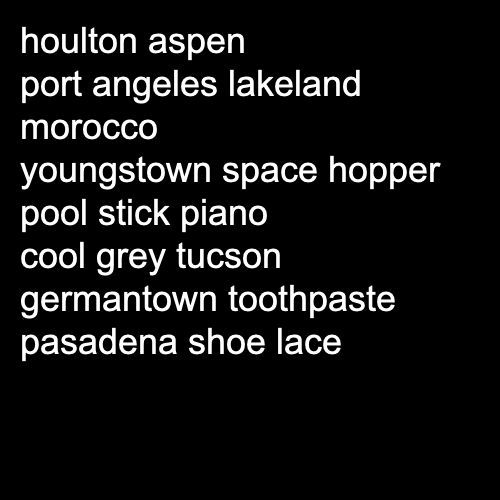 houlton aspen
port angeles lakeland
morocco
youngstown space hopper
pool stick piano
cool grey tucson
germantown toothpaste
pasadena shoe lace